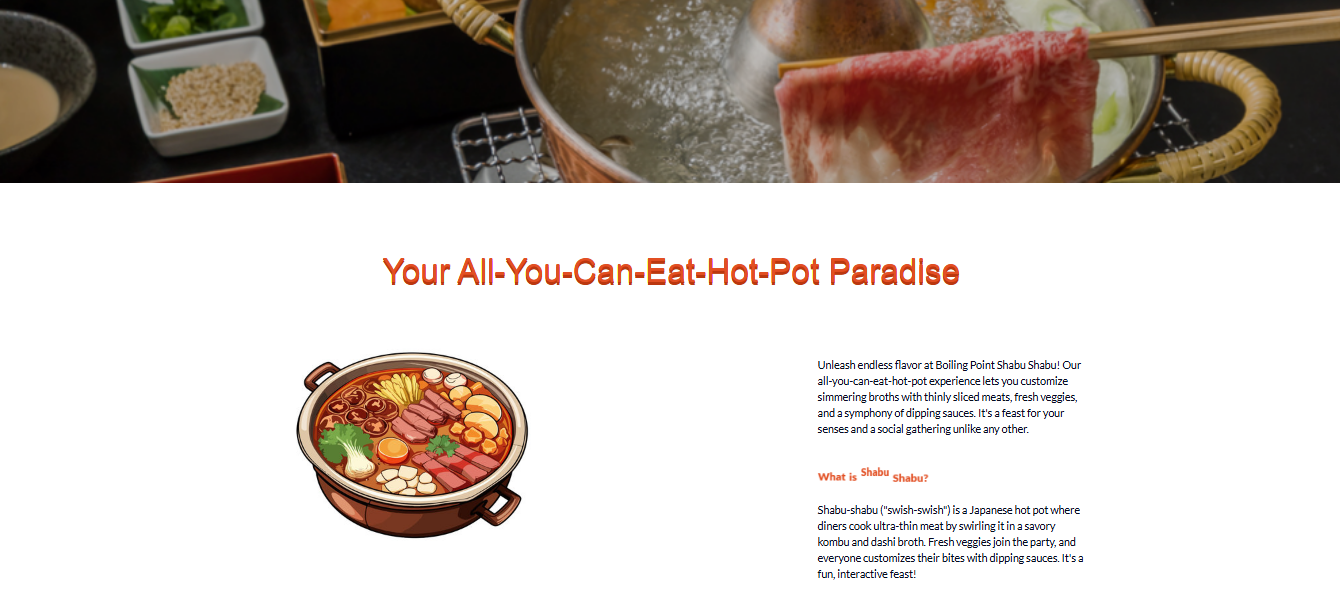 Your All-You-Can-Eat-Hot-Pot Paradise
Unleash endless flavor at Boiling Point Shabu Shabu! Our
all-you-can-eat-hot-pot experience lets you customize
simmering broths with thinly sliced meats, fresh veggies,
and a symphony of dipping sauces. It's a feast for your
senses and a social gathering unlike any other.
What is Shabu Shabu?
Shabu-shabu ("swish-swish") is a Japanese hot pot where
diners cook ultra-thin meat by swirling it in a savory
kombu and dashi broth. Fresh veggies join the party, and
everyone customizes their bites with dipping sauces. It's a
fun, interactive feast!